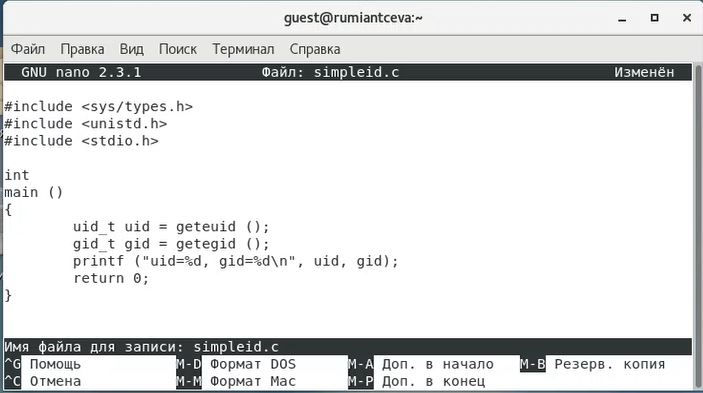 guest@rumiantceva:~
Файл Правка Вид Поиск Терминал Справка
GNU nano 2.3.1 Файл: simpleid.c Изменён
#include <sys/types.h>
#include <unistd.h>
#include <stdio.h>
int
main ()
{
uid_t uid = geteuid ();
gid_t gid = getegid ();
printf ("uid=%d, gid=%d\n", uid, gid);
return 0;
}
Имя файла для записи: simpleid.c
^G Помощь M-D Формат DOS M-A Доп. в начало M-B Резерв. копия
^C Отмена M-M Формат Mac M-P Доп. в конец